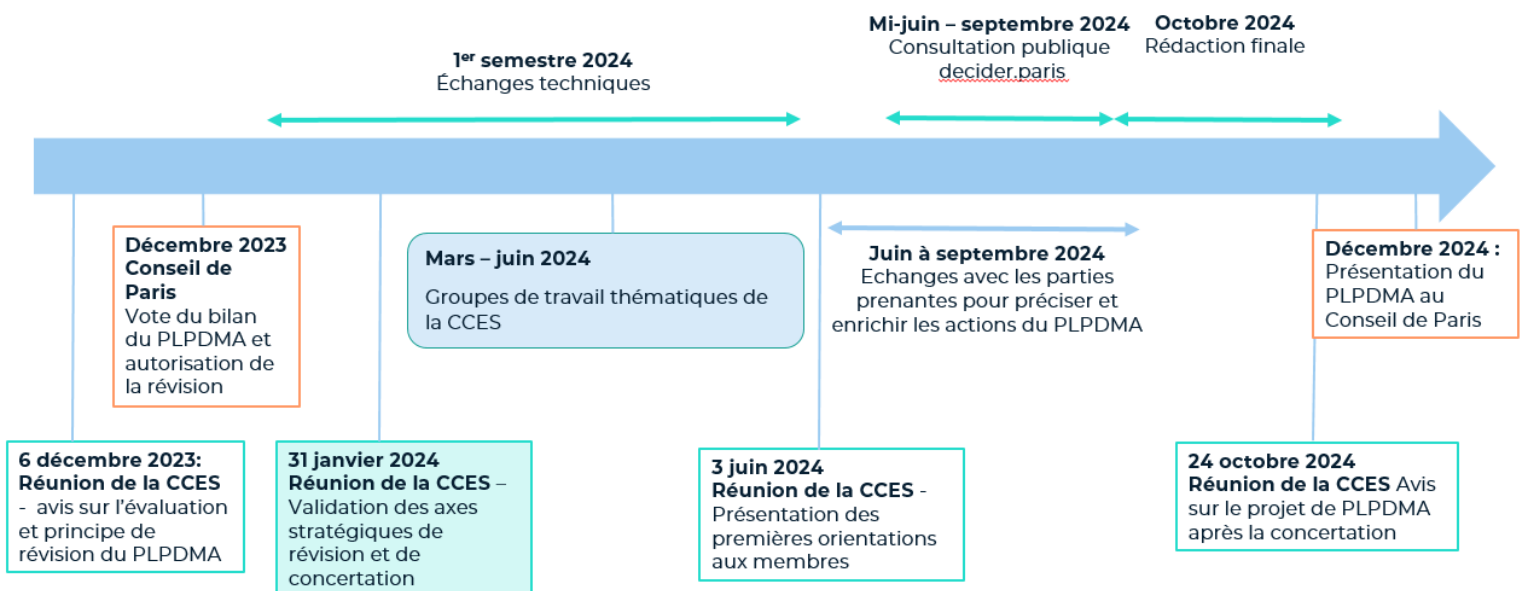 1er semestre 2024
Échanges techniques
Mi-juin – septembre 2024
Consultation publique
decider.paris
Octobre 2024
Rédaction finale
Décembre 2023
Conseil de
Paris
Vote du bilan
du PLPDMA et
autorisation de
la révision
Mars – juin 2024
Groupes de travail thématiques de
la CCES
Juin à septembre 2024
Echanges avec les parties
prenantes pour préciser et
enrichir les actions du PLPDMA
Décembre 2024 :
Présentation du
PLPDMA au
Conseil de Paris
6 décembre 2023:
Réunion de la CCES
- avis sur l’évaluation
et principe de
révision du PLPDMA
31 janvier 2024
Réunion de la CCES –
Validation des axes
stratégiques de
révision et de
concertation
3 juin 2024
Réunion de la CCES -
Présentation des
premières orientations
aux membres
24 octobre 2024
Réunion de la CCES Avis
sur le projet de PLPDMA
après la concertation